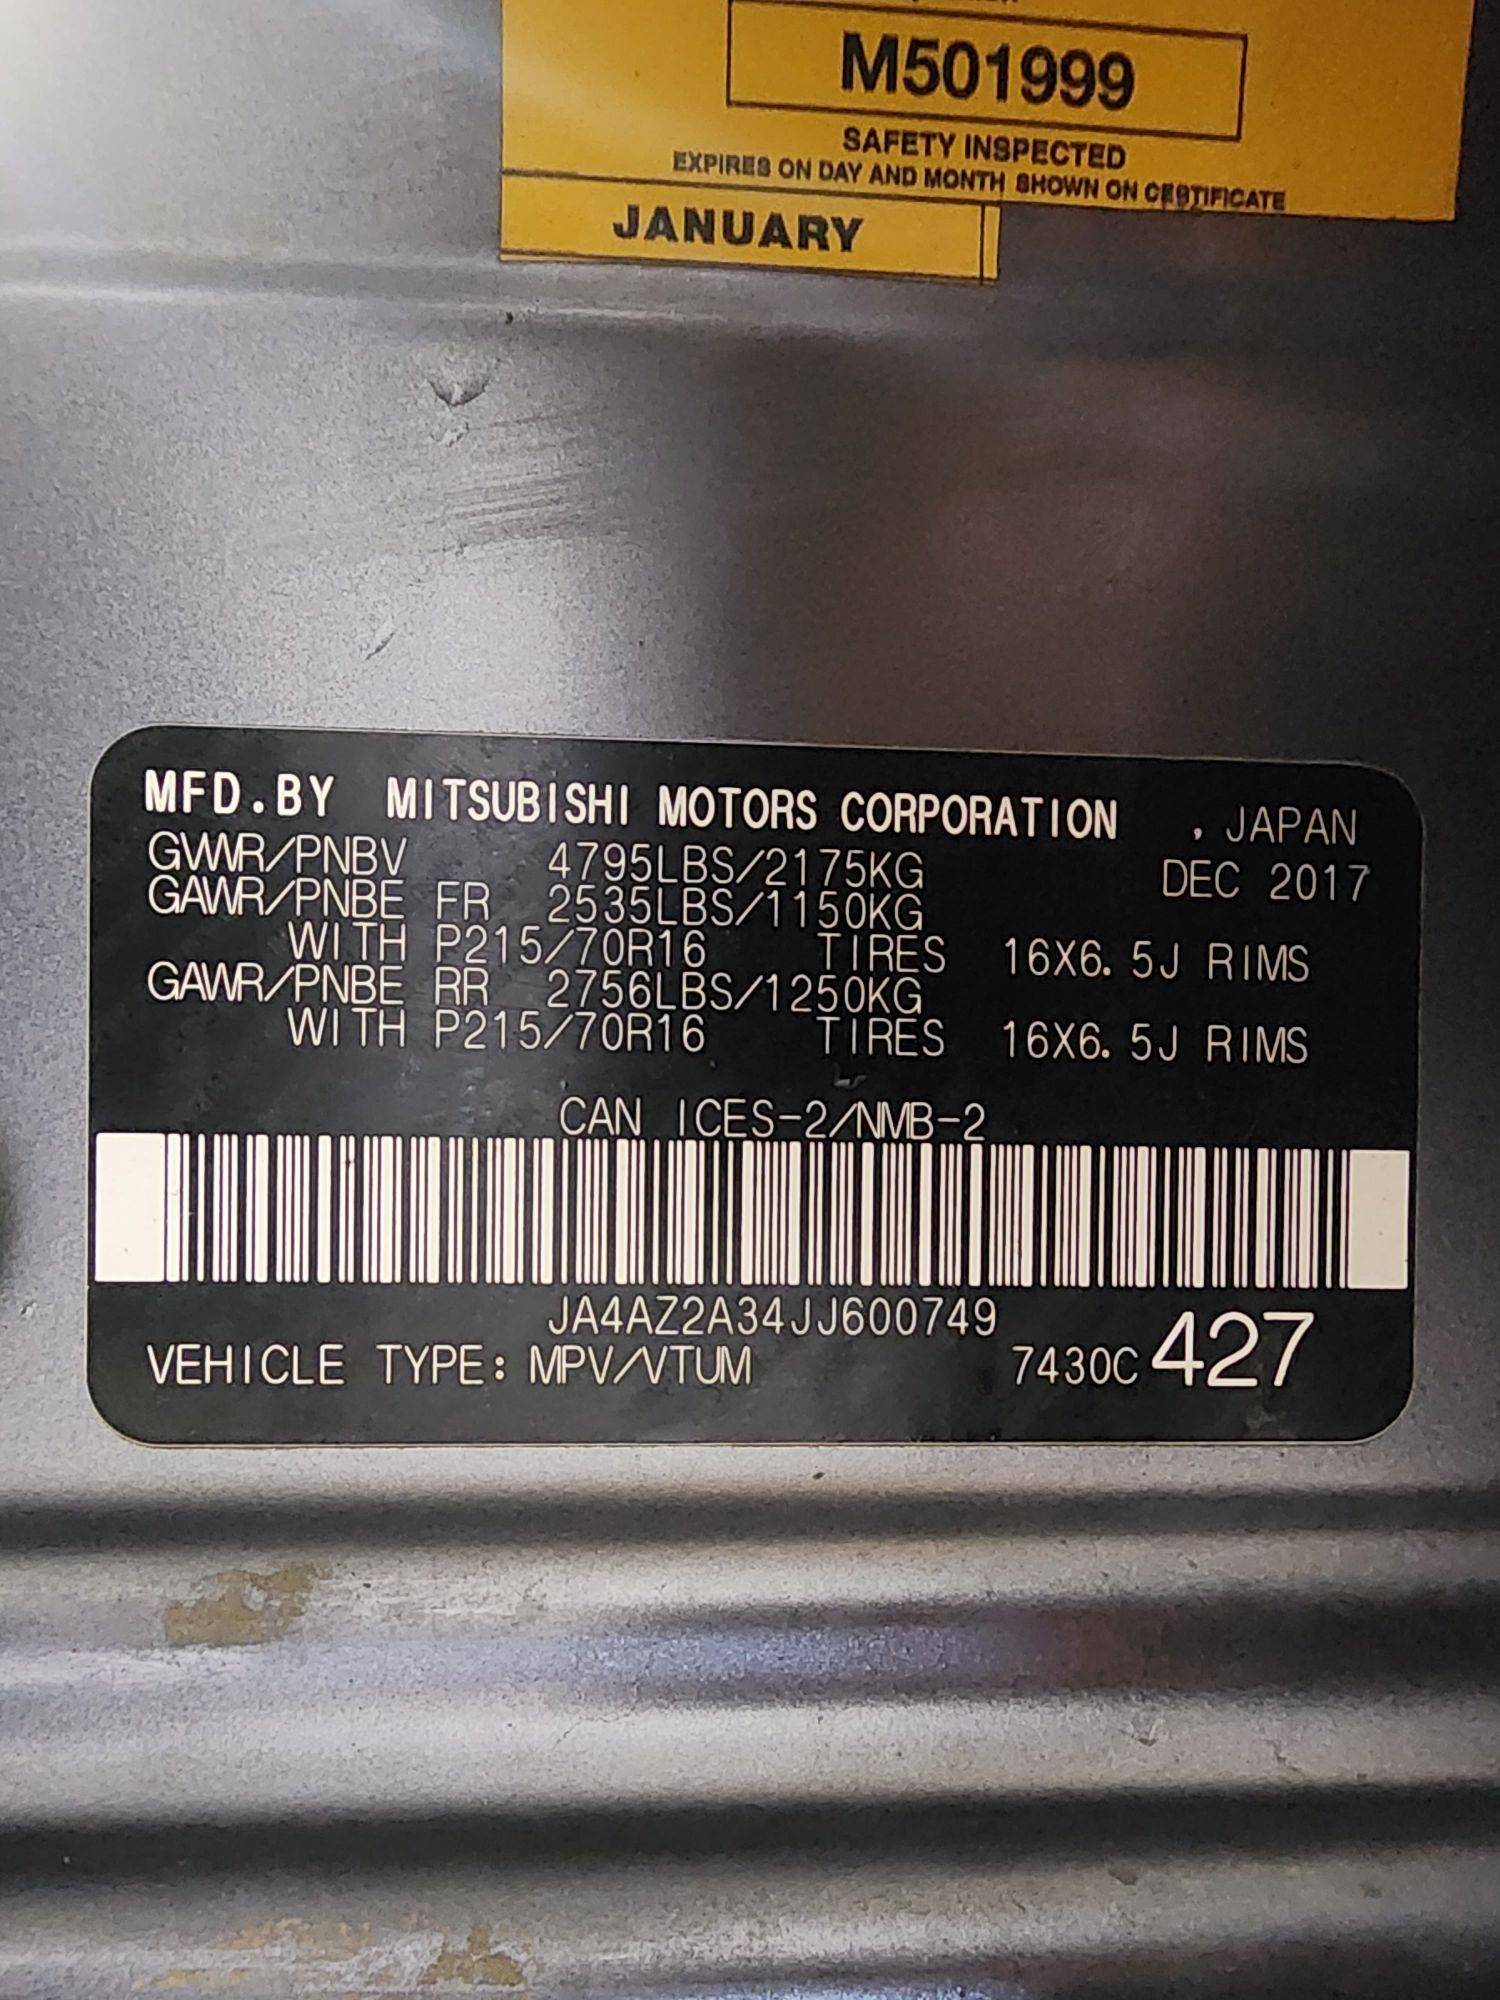 M501999
SAFETY INSPECTED
EXPIRES ON DAY AND MONTH SHOWN ON CERTIFICATE
JANUARY
MFD.BY MITSUBISHI MOTORS CORPORATION , JAPAN
GVWR/PNBV 4795LBS/2175KG DEC 2017
GAWR/PNBE FR 2535LBS/1150KG
WITH P215/70R16 TIRES 16X6.5J RIMS
GAWR/PNBE RR 2756LBS/1250KG
WITH P215/70R16 TIRES 16X6.5J RIMS
CAN ICES-2/NMB-2
JA4AZ2A34JJ600749
VEHICLE TYPE: MPV/VTUM 7430C 427